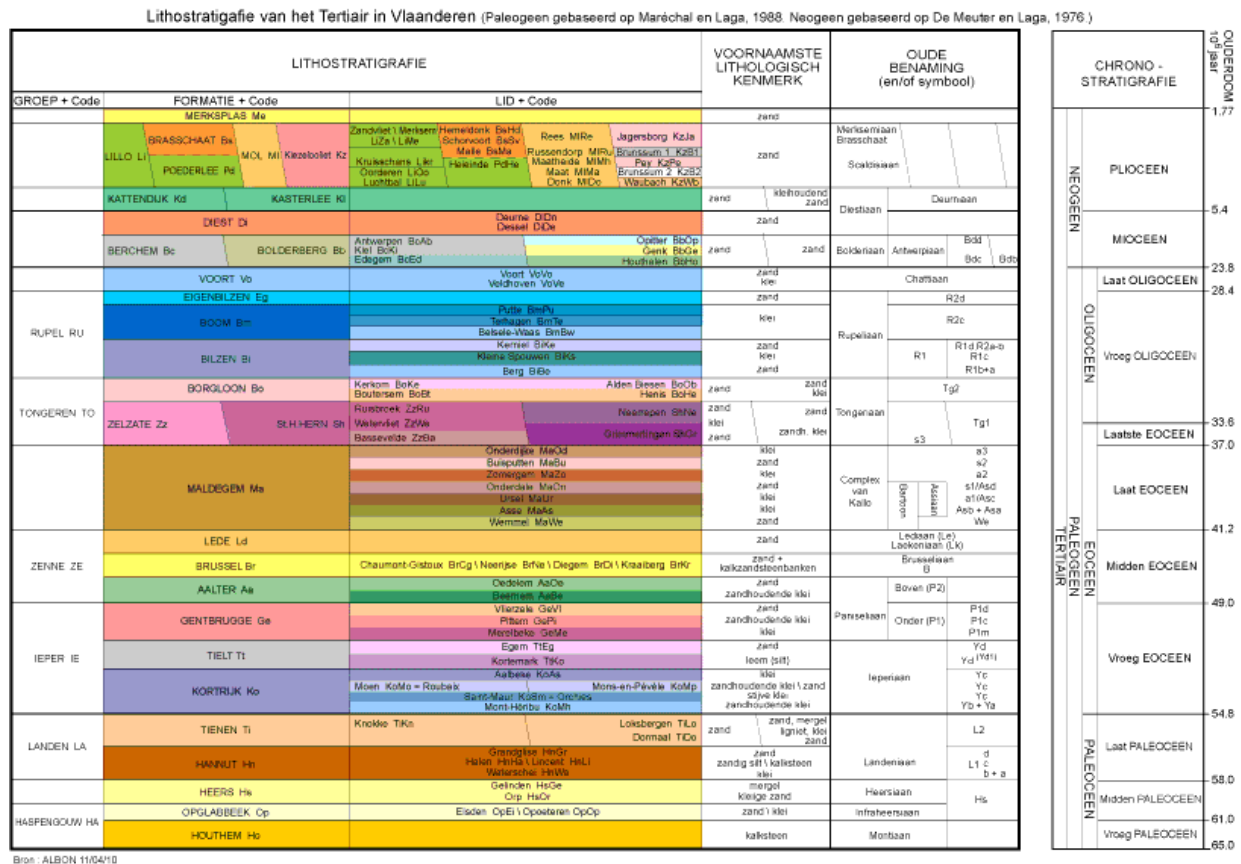 Lithostratigafie van het Tertiair in Vlaanderen (Paleogeen gebaseerd op Maréchal en Laga, 1988. Neogeen gebaseerd op De Meuter en Laga, 1976.)
LITHOSTRATIGRAFIE
VOORNAAMSTE
LITHOLOGISCH
KENMERK
OUDE
BENAMING
(en/of symbool)
CHRONO -
STRATIGRAFIE
OUDERDOM
10⁶ jaar
GROEP + Code
FORMATIE + Code
LID + Code
MERKSPLAS Me
zand
1.77
LILLO Li
BRASSCHAAT Bs
POEDERLEE Pd
MOL Ml
Kiezeloöliet Kz
Zandvliet \ Merksem
LiZa \ LiMe
Kruisschans LiKr
Oorderen LiOo
Luchtbal LiLu
Hemeldonk BsHd
Schorvoort BsSv
Malle BsMa
Heieinde PdHe
Rees MlRe
Russendorp MlRu
Maatheide MlMh
Maat MlMa
Donk MlDo
Jagersborg KzJa
Brunssum 1 KzB1
Pey KzPe
Brunssum 2 KzB2
Waubach KzWb
zand
Merksemiaan
Brasschaat
Scaldisiaan
NEOGEEN
PLIOCEEN
KATTENDIJK Kd
KASTERLEE Kl
zand
kleihoudend
zand
Diestiaan
Deurniaan
5.4
DIEST Di
Deurne DiDn
Dessel DiDe
zand
MIOCEEN
BERCHEM Bc
BOLDERBERG Bb
Antwerpen BcAb
Kiel BcKi
Edegem BcEd
Opitter BbOp
Genk BbGe
Houthalen BbHo
zand
zand
Bolderiaan
Antwerpiaan
Bdd
Bdc
Bdb
23.8
VOORT Vo
Voort VoVo
Veldhoven VoVe
zand
klei
Chattiaan
Laat OLIGOCEEN
28.4
RUPEL RU
EIGENBILZEN Eg
zand
R2d
BOOM Bm
Putte BmPu
Terhagen BmTe
Belsele-Waas BmBw
klei
Rupeliaan
R2c
OLIGOCEEN
Vroeg OLIGOCEEN
BILZEN Bi
Kerniel BiKe
Kleine Spouwen BiKs
Berg BiBe
zand
klei
zand
R1
R1d R2a-b
R1c
R1b+a
TONGEREN TO
BORGLOON Bo
Kerkom BoKe
Boutersem BoBt
Alden Biesen BoOb
Henis BoHe
zand
zand
klei
Tg2
ZELZATE Zz
St.H.HERN Sh
Ruisbroek ZzRu
Watervliet ZzWa
Bassevelde ZzBa
Neerrepen ShNe
Grimmertingen ShGr
zand
klei
zand
zand
zandh. klei
Tongeriaan
Tg1
s3
33.6
Laatste EOCEEN
37.0
MALDEGEM Ma
Onderdijke MaOd
Buisputten MaBu
Zomergem MaZo
Onderdale MaOn
Ursel MaUr
Asse MaAs
Wemmel MaWe
klei
zand
klei
zand
klei
klei
zand
Complex
van
Kallo
Bartoon
Assiaan
a3
s2
a2
s1/Asd
a1/Asc
Asb + Asa
We
Laat EOCEEN
41.2
TERTIAIR
PALEOGEEN
EOCEEN
ZENNE ZE
LEDE Ld
zand
Lediaan (Le)
Laekeniaan (Lk)
BRUSSEL Br
Chaumont-Gistoux BrCg \ Neerijse BrNe \ Diegem BrDi \ Kraaiberg BrKr
zand +
kalkzandsteenbanken
Brusseliaan
B
Midden EOCEEN
AALTER Aa
Oedelem AaOe
Beernem AaBe
zand
zandhoudende klei
Paniseliaan
Boven (P2)
49.0
IEPER IE
GENTBRUGGE Ge
Vlierzele GeVl
Pittem GePi
Merelbeke GeMe
zand
zandhoudende klei
klei
Onder (P1)
P1d
P1c
P1m
TIELT Tt
Egem TtEg
Kortemark TtKo
zand
leem (silt)
Ieperiaan
Yd
Yd (Yd1)
Vroeg EOCEEN
KORTRIJK Ko
Aalbeke KoAs
Moen KoMo = Roubaix
Mons-en-Pévèle KoMp
Saint-Maur KoSm = Orchies
Mont-Héribu KoMh
klei
zandhoudende klei \ zand
stijve klei
zandhoudende klei
Yc
Yc
Yc
Yb + Ya
54.8
LANDEN LA
TIENEN Ti
Knokke TiKn
Loksbergen TiLo
Dormaal TiDo
zand
zand, mergel
ligniet, klei
zand
L2
PALEOCEEN
Laat PALEOCEEN
HANNUT Hn
Grandglise HnGr
Halen HnHa \ Lincent HnLi
Waterschei HnWa
zand
zandig silt \ kalksteen
klei
Landeniaan
L1
d
c
b + a
58.0
HEERS Hs
Gelinden HsGe
Orp HsOr
mergel
kleiige zand
Heersiaan
Hs
Midden PALEOCEEN
HASPENGOUW HA
OPGLABBEEK Op
Eisden OpEi \ Opoeteren OpOp
zand \ klei
Infraheersiaan
61.0
HOUTHEM Ho
kalksteen
Montiaan
Vroeg PALEOCEEN
65.0
Bron : ALBON 11/04/10